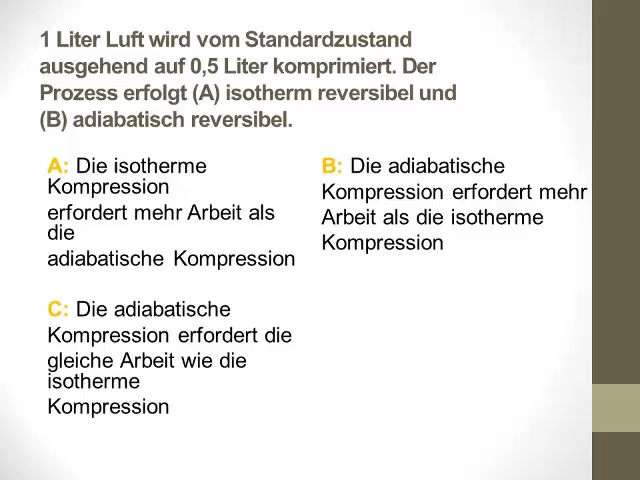 1 Liter Luft wird vom Standardzustand
ausgehend auf 0,5 Liter komprimiert. Der
Prozess erfolgt (A) isotherm reversibel und
(B) adiabatisch reversibel.
A: Die isotherme
Kompression
erfordert mehr Arbeit als
die
adiabatische Kompression
B: Die adiabatische
Kompression erfordert mehr
Arbeit als die isotherme
Kompression
C: Die adiabatische
Kompression erfordert die
gleiche Arbeit wie die
isotherme
Kompression